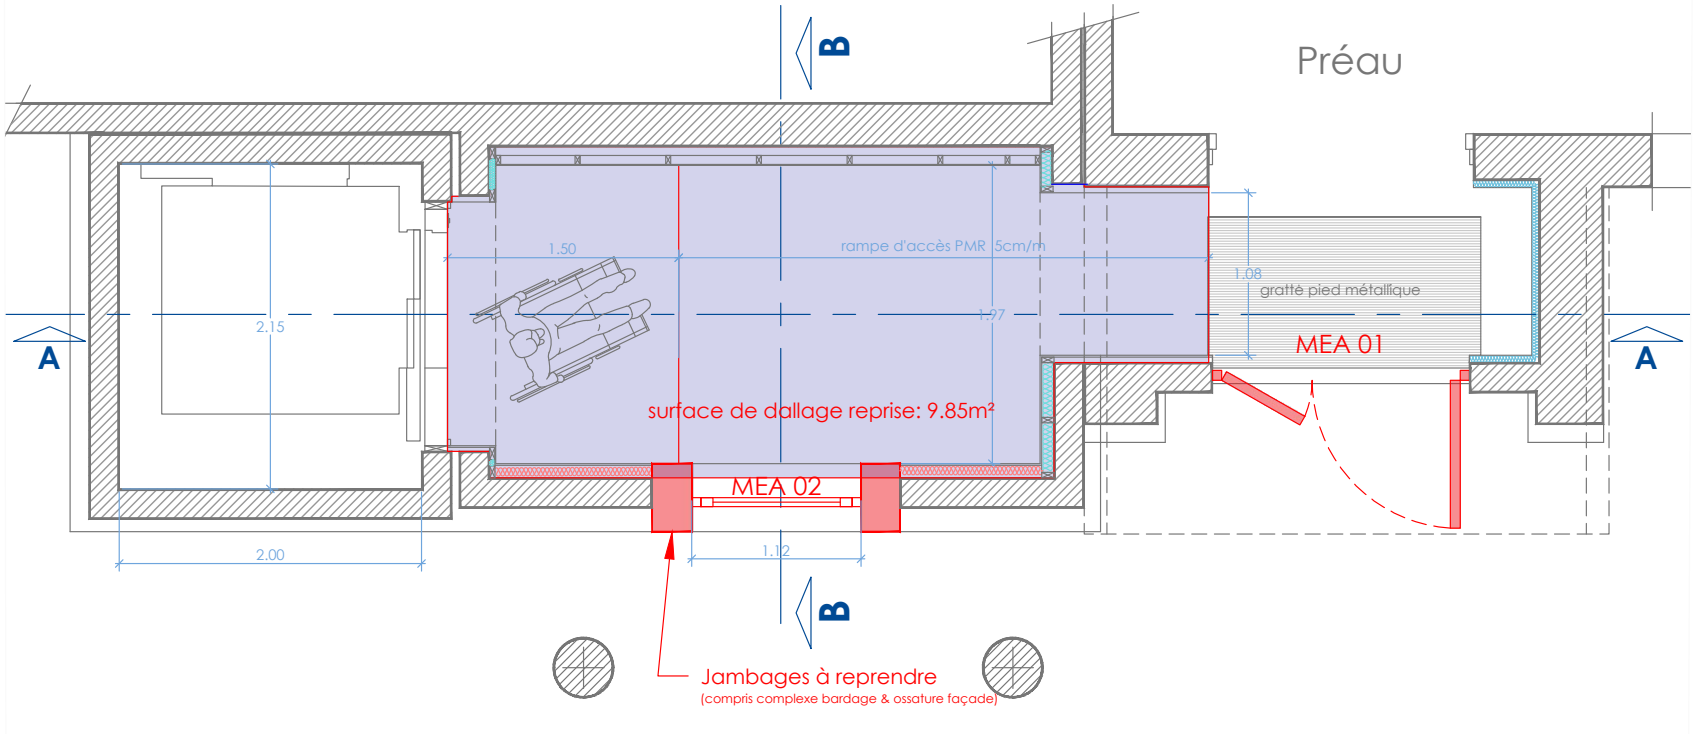 B
Préau
1.50
rampe d'accès PMR 5cm/m
1.08
gratte pied métallique
2.15
1.97
A
MEA 01
A
surface de dallage reprise: 9.85m²
MEA 02
2.00
1.12
B
Jambages à reprendre
(compris complexe bardage & ossature façade)